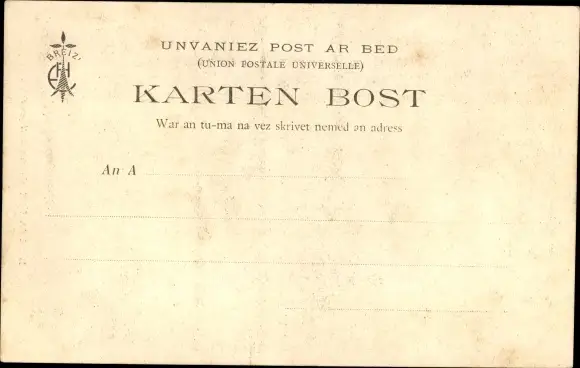 BREIZ'
UNVANIEZ POST AR BED
(UNION POSTALE UNIVERSELLE)
KARTEN BOST
War an tu-ma na vez skrivet nemed an adress
An A